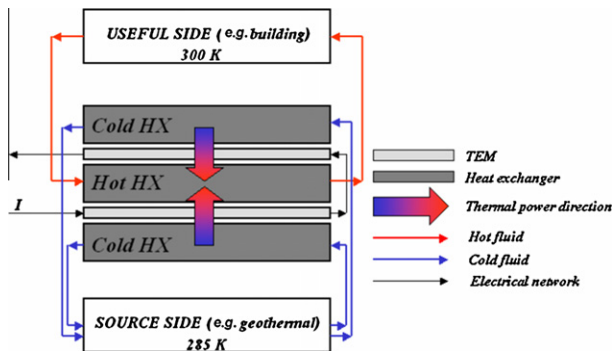 USEFUL SIDE (e.g. building)
300 K
Cold HX
Hot HX
I
Cold HX
SOURCE SIDE (e.g. geothermal)
285 K
TEM
Heat exchanger
Thermal power direction
Hot fluid
Cold fluid
Electrical network